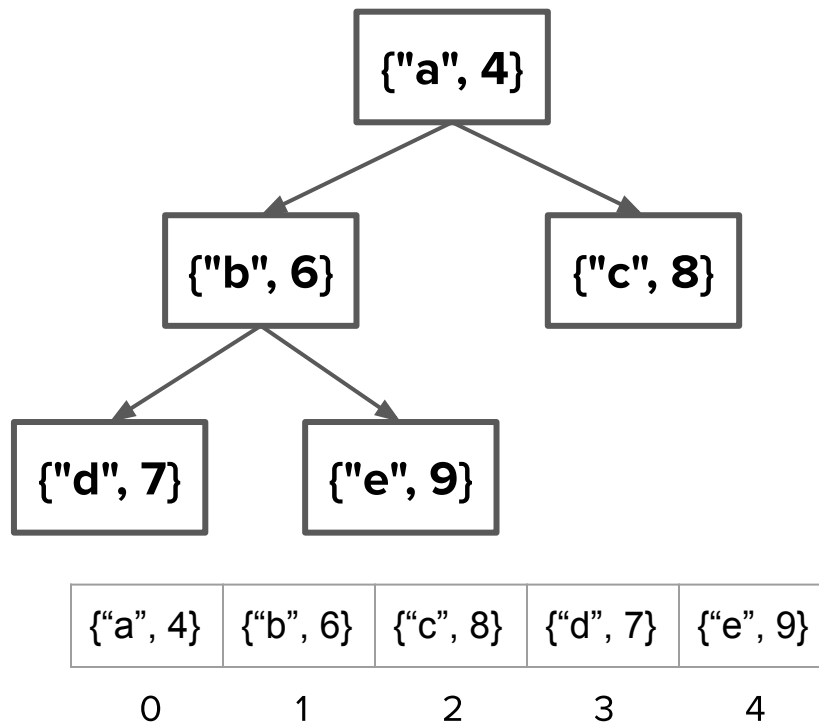 {"a", 4}
{"b", 6} {"c", 8}
{"d", 7} {"e", 9}
{“a”, 4} {“b”, 6} {“c”, 8} {“d”, 7} {“e”, 9}
0 1 2 3 4